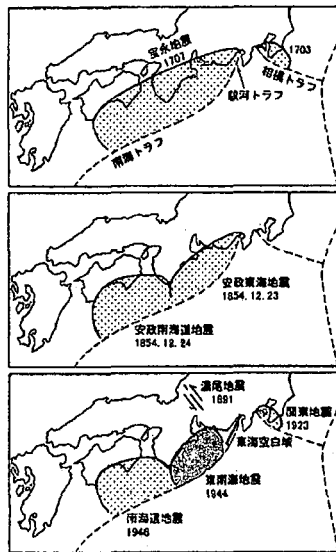 宝永地震
1707
1703
相模トラフ
駿河トラフ
南海トラフ
安政東海地震
1854.12.23
安政南海道地震
1854.12.24
濃尾地震
1891
関東地震
1923
東海空白域
東南海地震
1944
南海道地震
1946